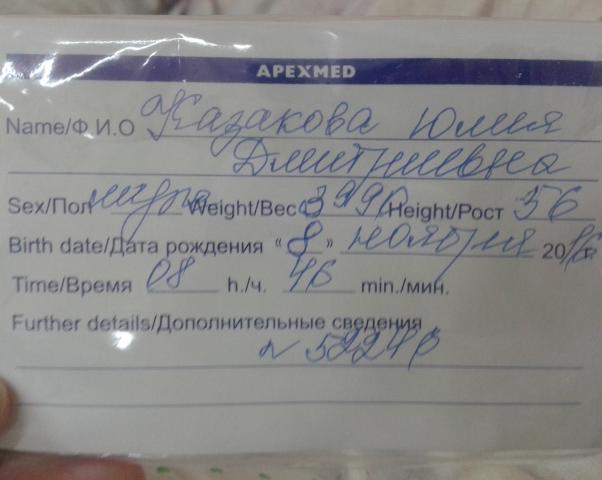 APEXMED
Name/Ф.И.О Казакова Юлия
Дмитриевна
Sex/Пол Weight/Вес 3990 Height/Рост 56
Birth date/Дата рождения "8" ноября 2016г.
Time/Время 08 h./ч. 46 min./мин.
Further details/Дополнительные сведения